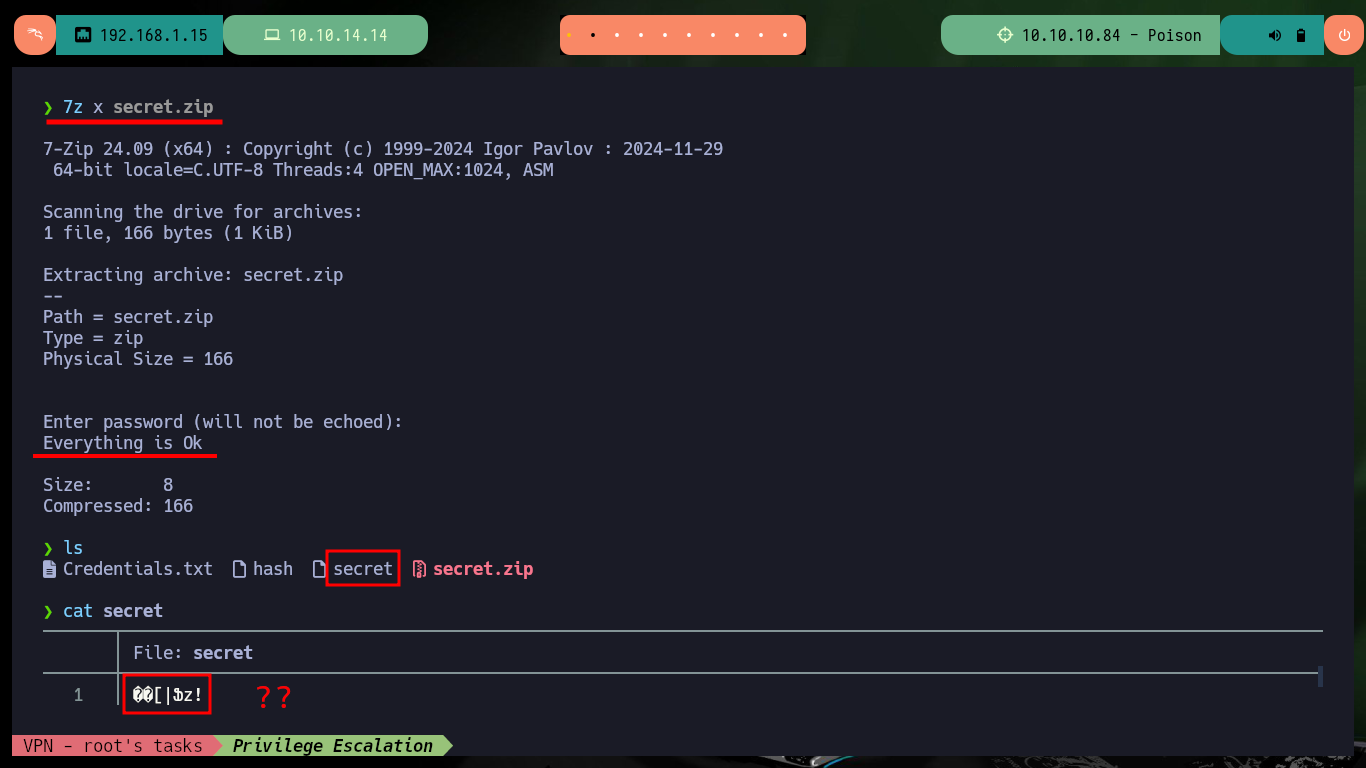 192.168.1.15
10.10.14.14
10.10.10.84 - Poison
❯ 7z x secret.zip
7-Zip 24.09 (x64) : Copyright (c) 1999-2024 Igor Pavlov : 2024-11-29
64-bit locale=C.UTF-8 Threads:4 OPEN_MAX:1024, ASM
Scanning the drive for archives:
1 file, 166 bytes (1 KiB)
Extracting archive: secret.zip
--
Path = secret.zip
Type = zip
Physical Size = 166
Enter password (will not be echoed):
Everything is Ok
Size:       8
Compressed: 166
❯ ls
Credentials.txt hash secret secret.zip
❯ cat secret
File: secret
1 ��[|Ֆz! ??
VPN - root's tasks Privilege Escalation